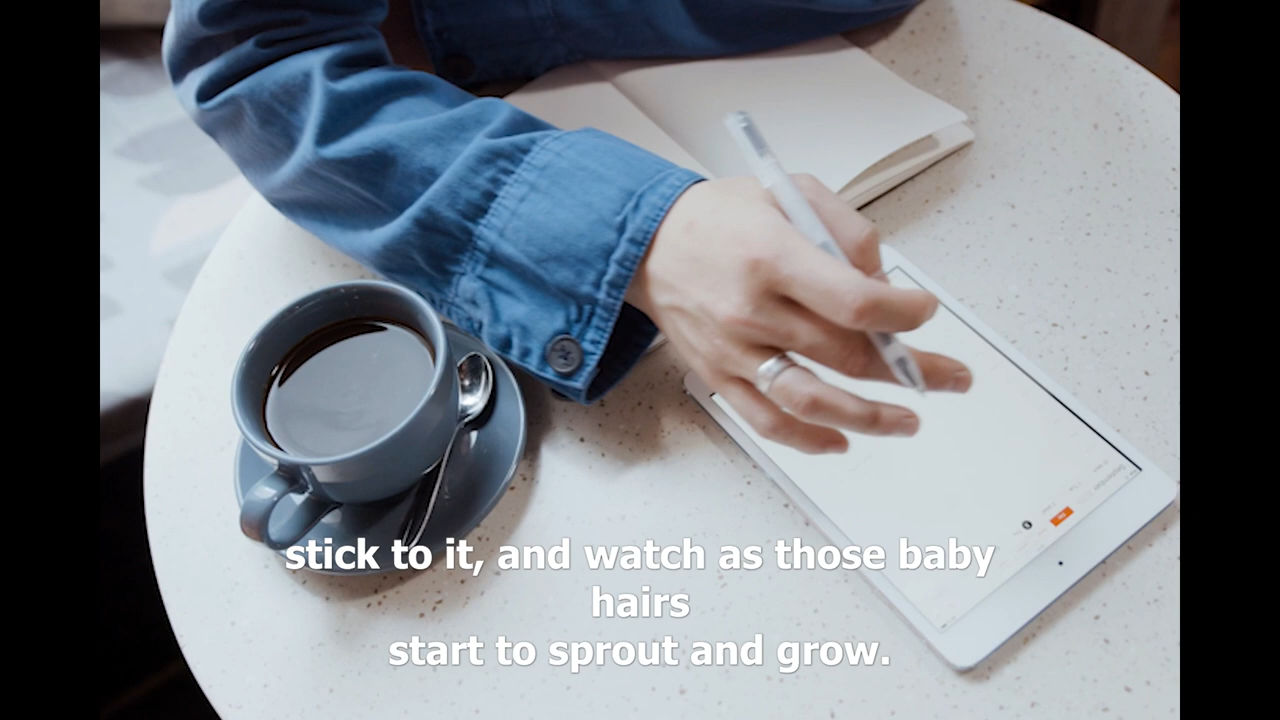 stick to it, and watch as those baby
hairs
start to sprout and grow.